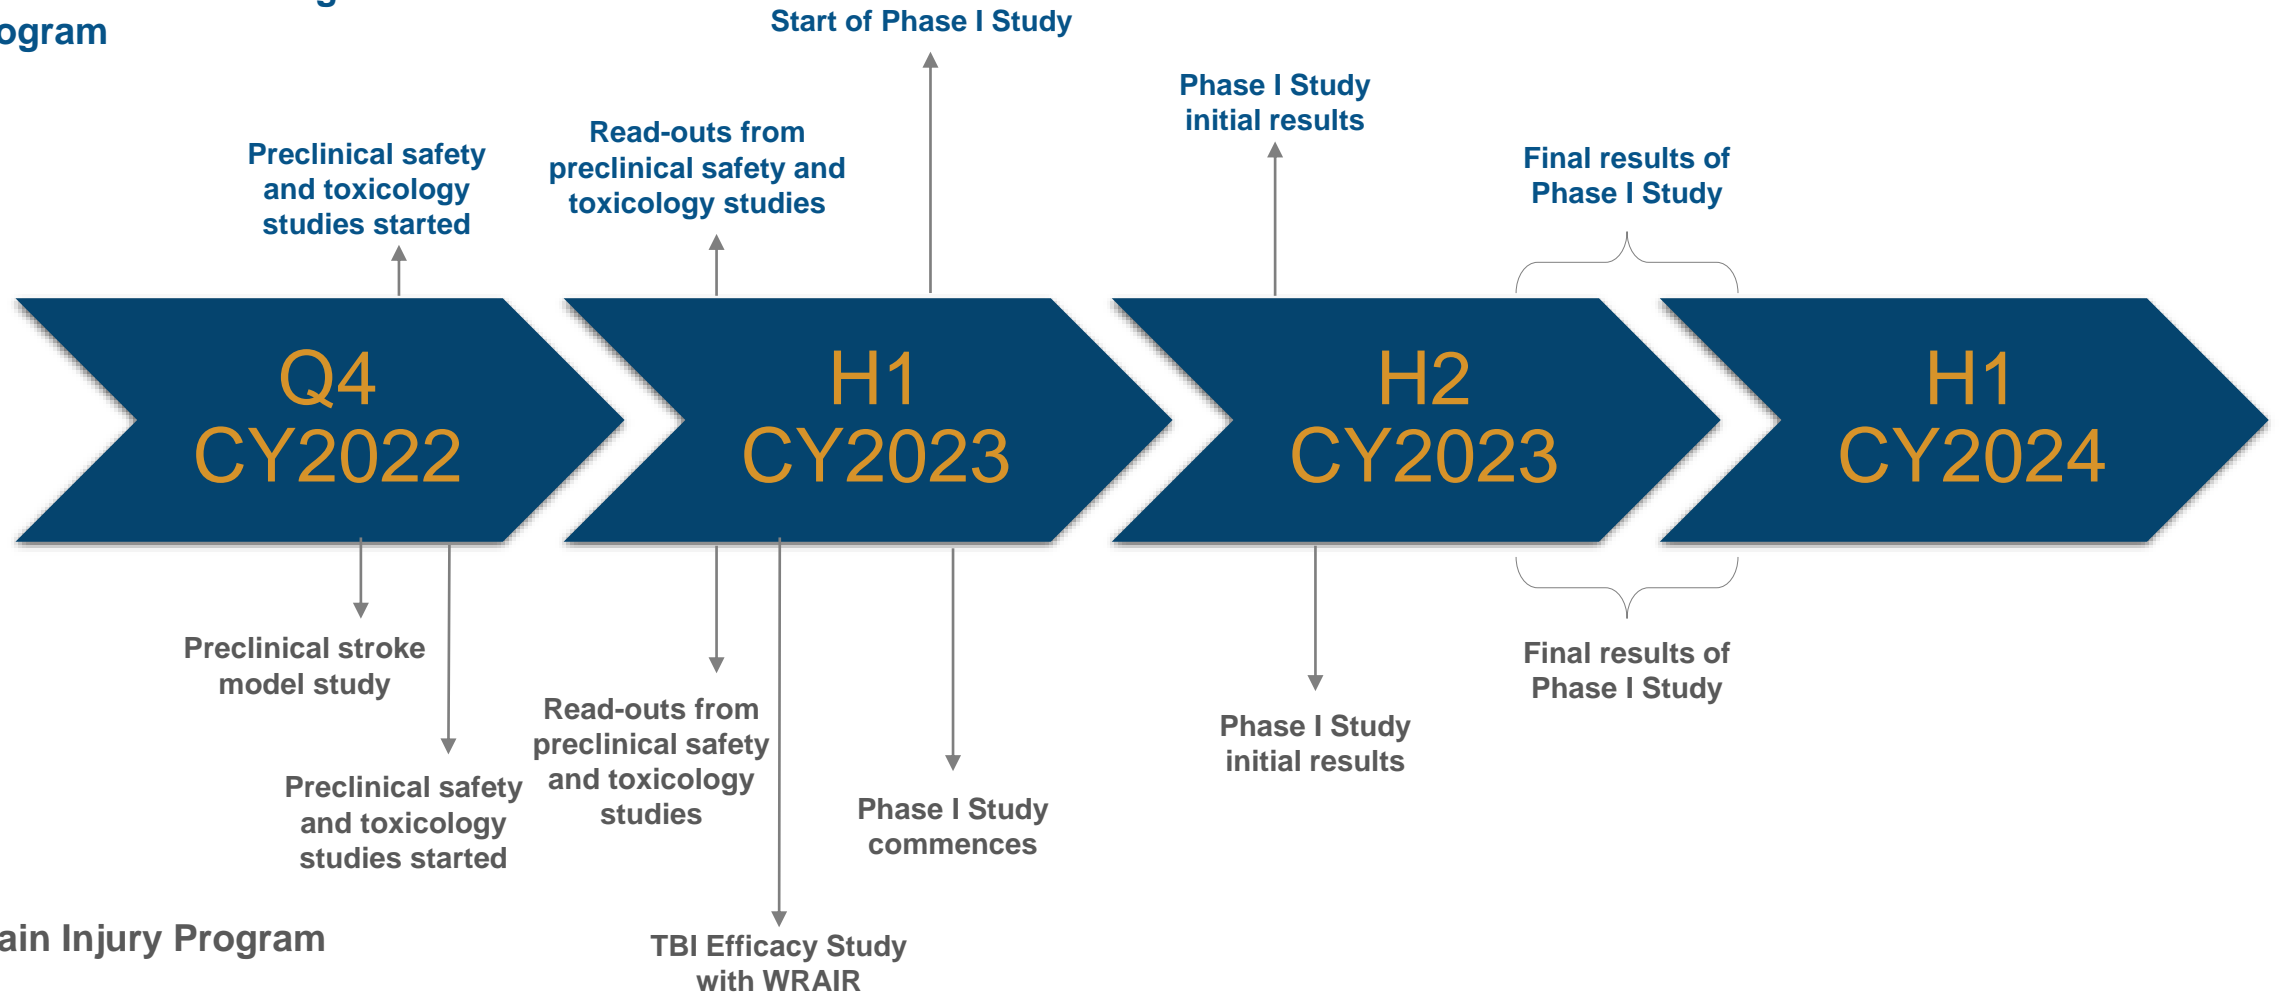 ogram
Start of Phase I Study
Phase I Study
initial results
Read-outs from
preclinical safety and
toxicology studies
Preclinical safety
and toxicology
studies started
Final results of
Phase I Study
Q4
CY2022
H1
CY2023
H2
CY2023
H1
CY2024
Preclinical stroke
model study
Preclinical safety
and toxicology
studies started
Read-outs from
preclinical safety
and toxicology
studies
Phase I Study
commences
Phase I Study
initial results
Final results of
Phase I Study
ain Injury Program
TBI Efficacy Study
with WRAIR